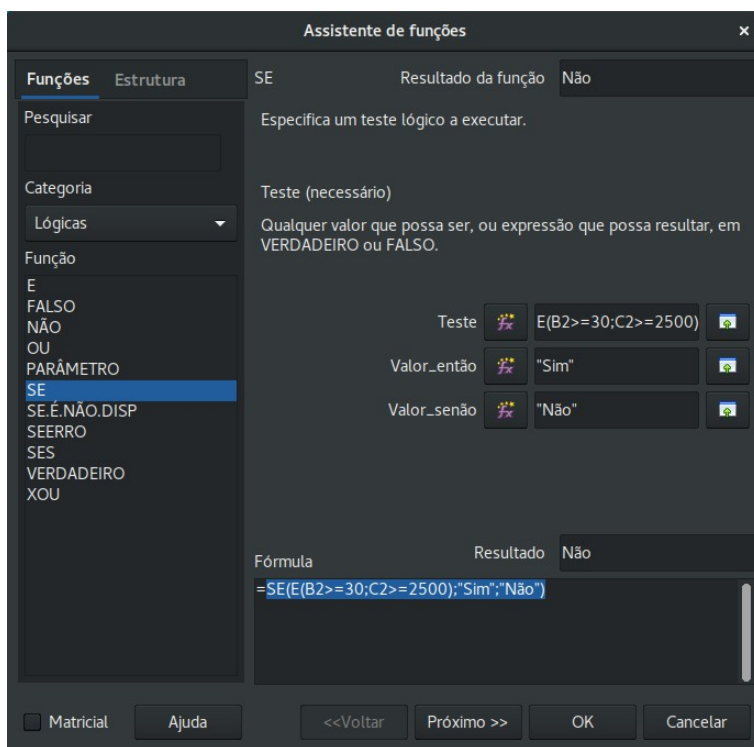 Assistente de funções
×
Funções Estrutura
SE Resultado da função Não
Pesquisar
Especifica um teste lógico a executar.
Categoria
Teste (necessário)
Lógicas
Qualquer valor que possa ser, ou expressão que possa resultar, em
VERDADEIRO ou FALSO.
Função
E
FALSO
NÃO
OU
PARÂMETRO
SE
SE.É.NÃO.DISP
SEERRO
SES
VERDADEIRO
XOU
Teste fx E(B2>=30;C2>=2500)
Valor_então fx "Sim"
Valor_senão fx "Não"
Fórmula Resultado Não
=SE(E(B2>=30;C2>=2500);"Sim";"Não")
Matricial Ajuda <<Voltar Próximo >> OK Cancelar